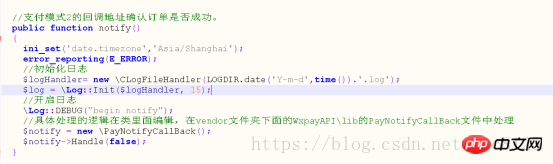 //支付模式2的回调地址确认订单是否成功。
public function notify()
{
ini_set('date.timezone','Asia/Shanghai');
error_reporting(E_ERROR);
//初始化日志
$logHandler= new \CLogFileHandler(LOGDIR.date('Y-m-d',time()).'.log');
$log = \Log::Init($logHandler, 15);
//开启日志
\Log::DEBUG("begin notify");
//具体处理的逻辑在类里面编辑，在vendor文件夹下面的WxpayAPI\lib的PayNotifyCallBack文件中处理
$notify = new \PayNotifyCallBack();
$notify->Handle(false);
}
https://blog.csdn.net
php 中文网